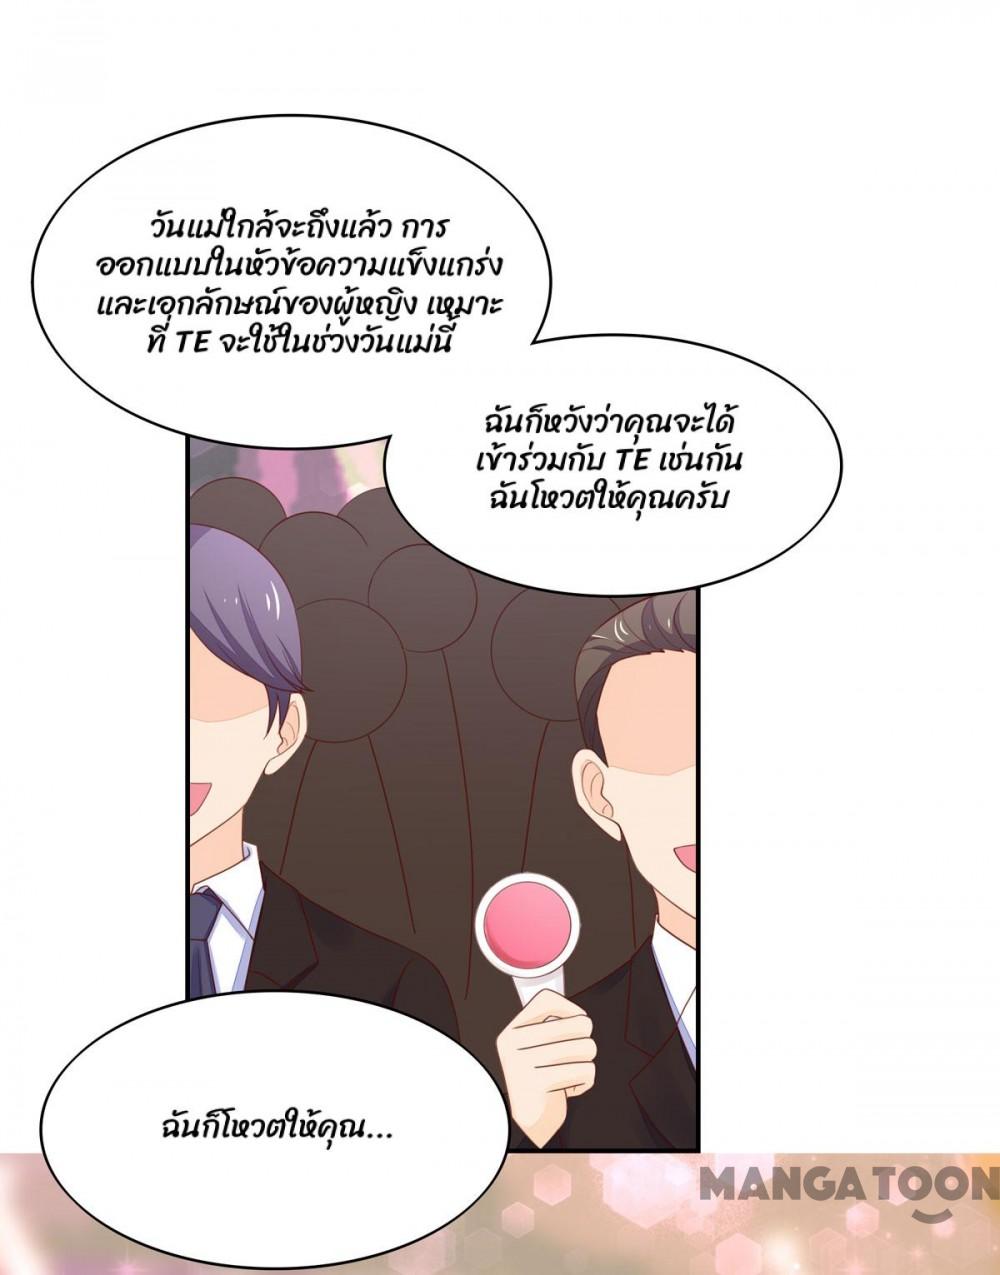 วันแม่ใกล้จะถึงแล้ว การ
ออกแบบในหัวข้อความแข็งแกร่ง
และเอกลักษณ์ของผู้หญิง เหมาะ
ที่ TE จะใช้ในช่วงวันแม่นี้
ฉันก็หวังว่าคุณจะได้
เข้าร่วมกับ TE เช่นกัน
ฉันโหวตให้คุณครับ
ฉันก็โหวตให้คุณ...
MANGATOON